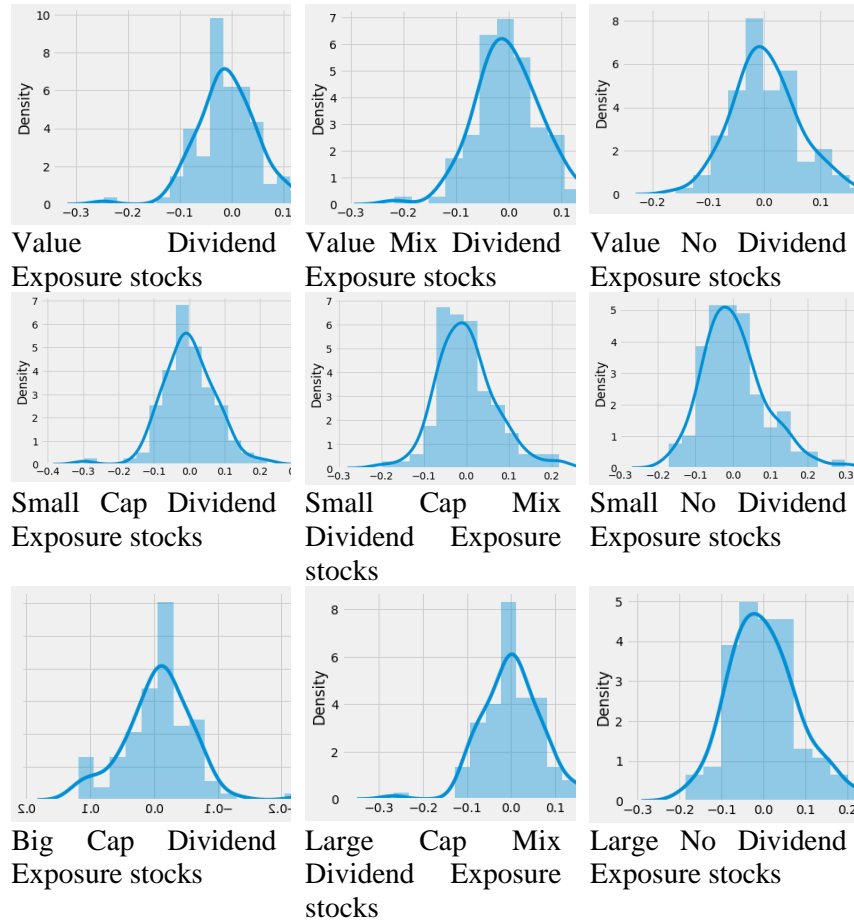 10
8
6
4
2
0
Density
−0.3 −0.2 −0.1 0.0 0.1
Value Dividend
Exposure stocks
7
6
5
4
3
2
1
0
Density
−0.3 −0.2 −0.1 0.0 0.1
Value Mix Dividend
Exposure stocks
8
6
4
2
0
Density
−0.2 −0.1 0.0 0.1
Value No Dividend
Exposure stocks
7
6
5
4
3
2
1
0
Density
−0.4 −0.3 −0.2 −0.1 0.0 0.1 0.2
Small Cap Dividend
Exposure stocks
7
6
5
4
3
2
1
0
Density
−0.3 −0.2 −0.1 0.0 0.1 0.2
Small Cap Mix
Dividend Exposure
stocks
5
4
3
2
1
0
Density
−0.3 −0.2 −0.1 0.0 0.1 0.2 0.3
Small No Dividend
Exposure stocks
0.2 0.1 0.0 −0.1 −0.2
Big Cap Dividend
Exposure stocks
8
6
4
2
0
Density
−0.3 −0.2 −0.1 0.0 0.1
Large Cap Mix
Dividend Exposure
stocks
5
4
3
2
1
0
Density
−0.3 −0.2 −0.1 0.0 0.1 0.2
Large No Dividend
Exposure stocks